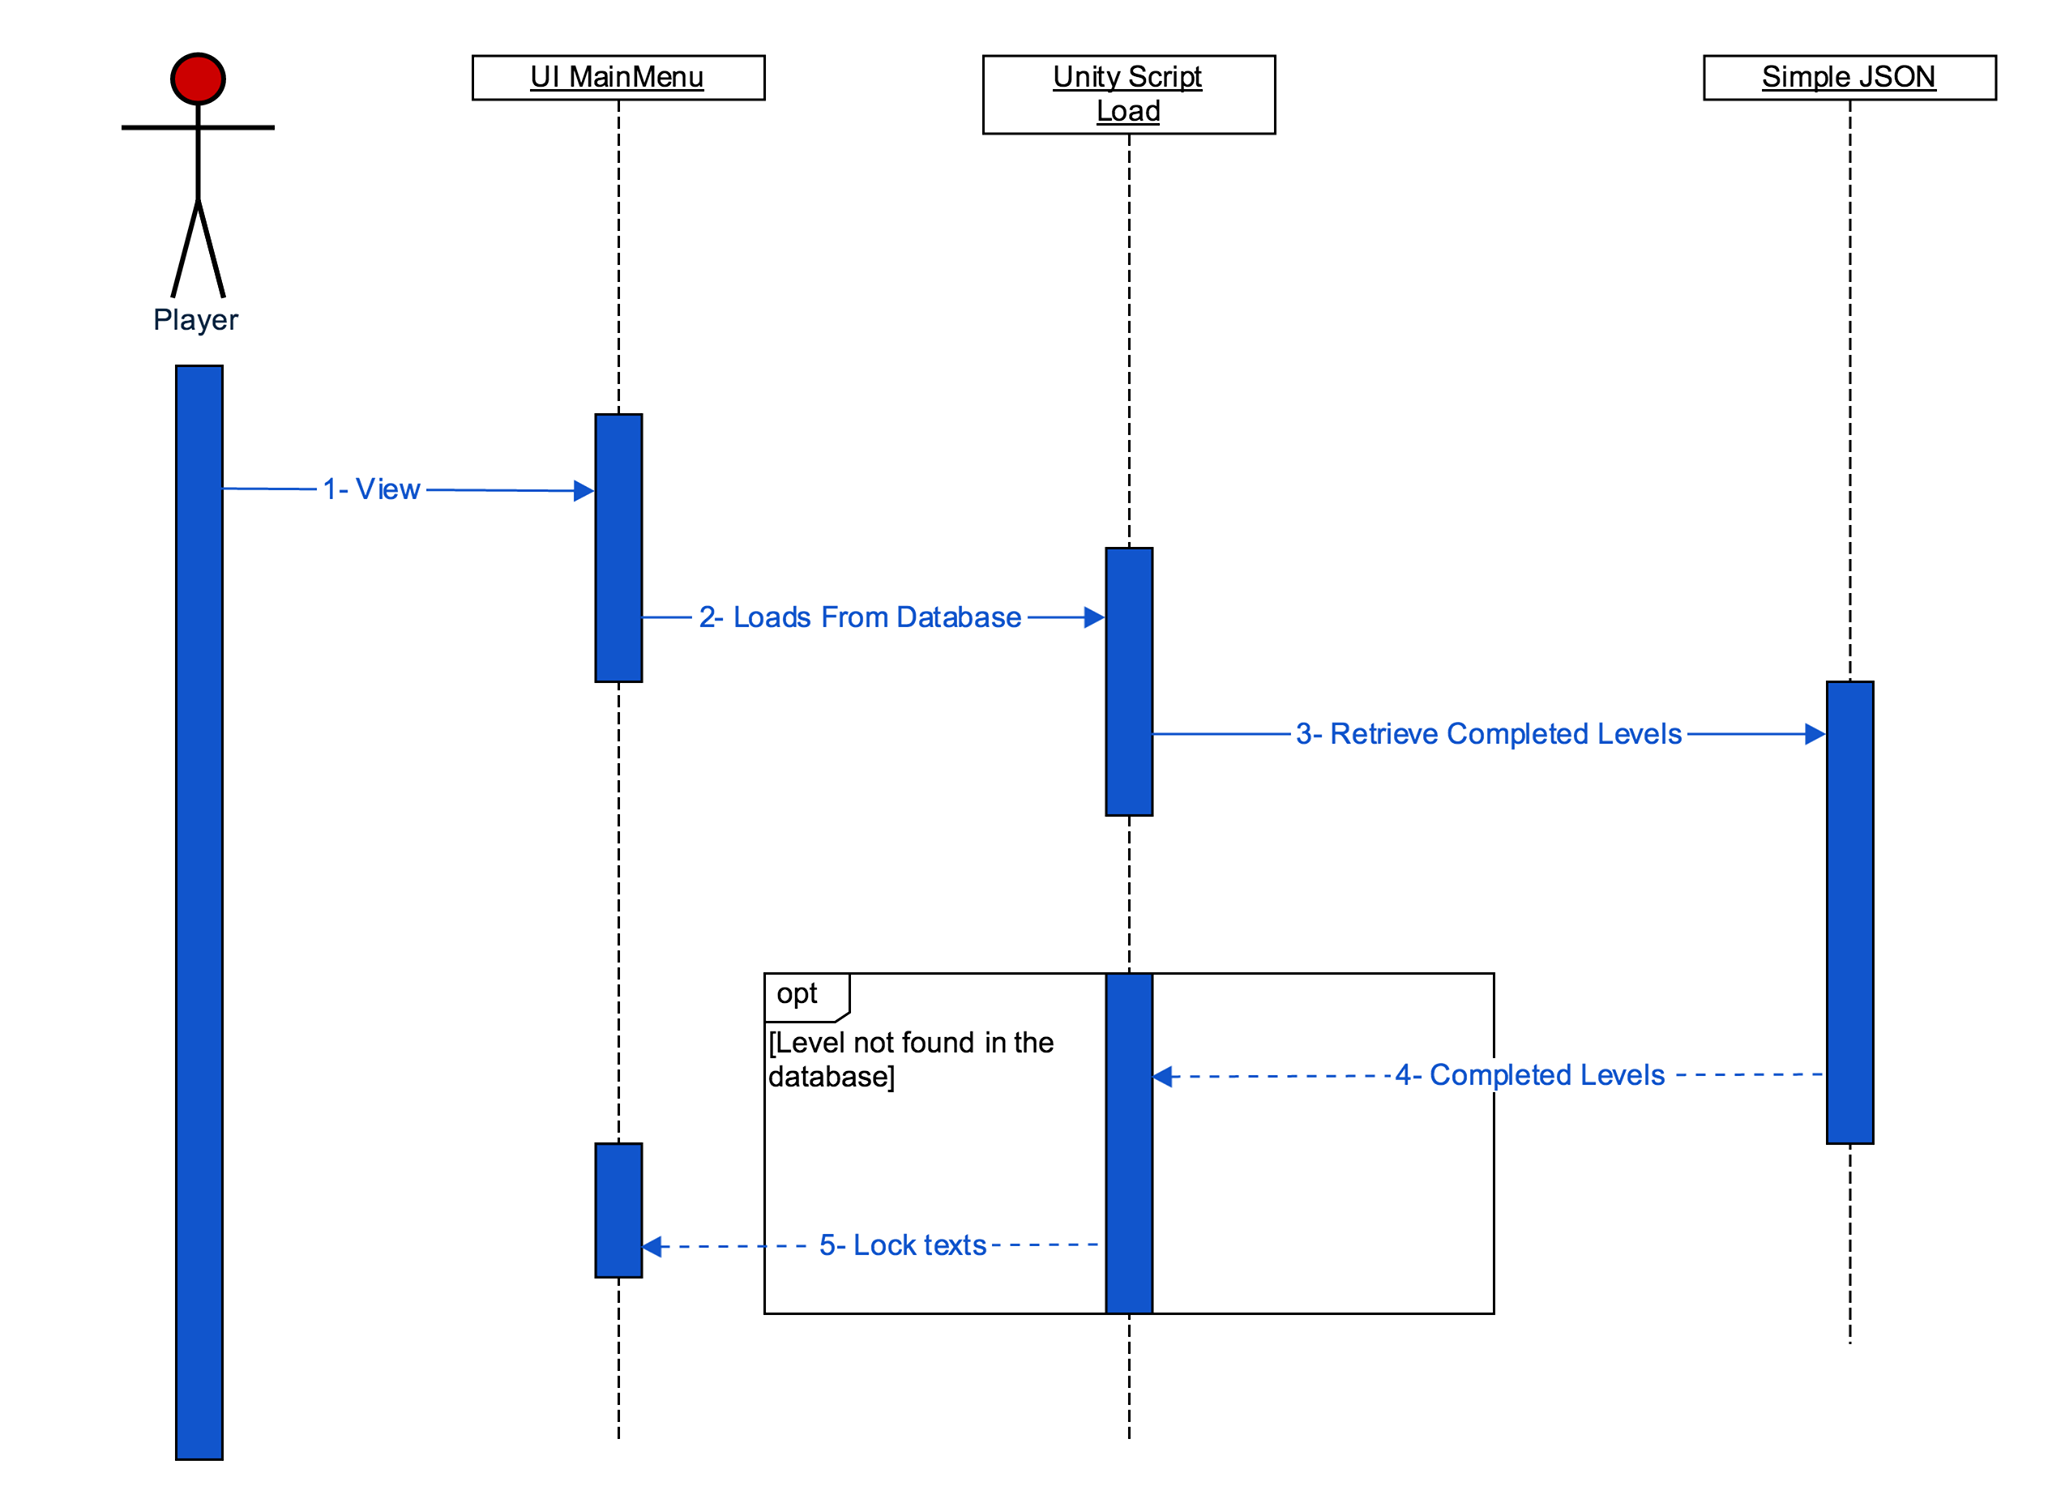 UI MainMenu
Unity Script
Load
Simple JSON
Player
1- View
2- Loads From Database
3- Retrieve Completed Levels
opt
[Level not found in the
database]
4- Completed Levels
5- Lock texts